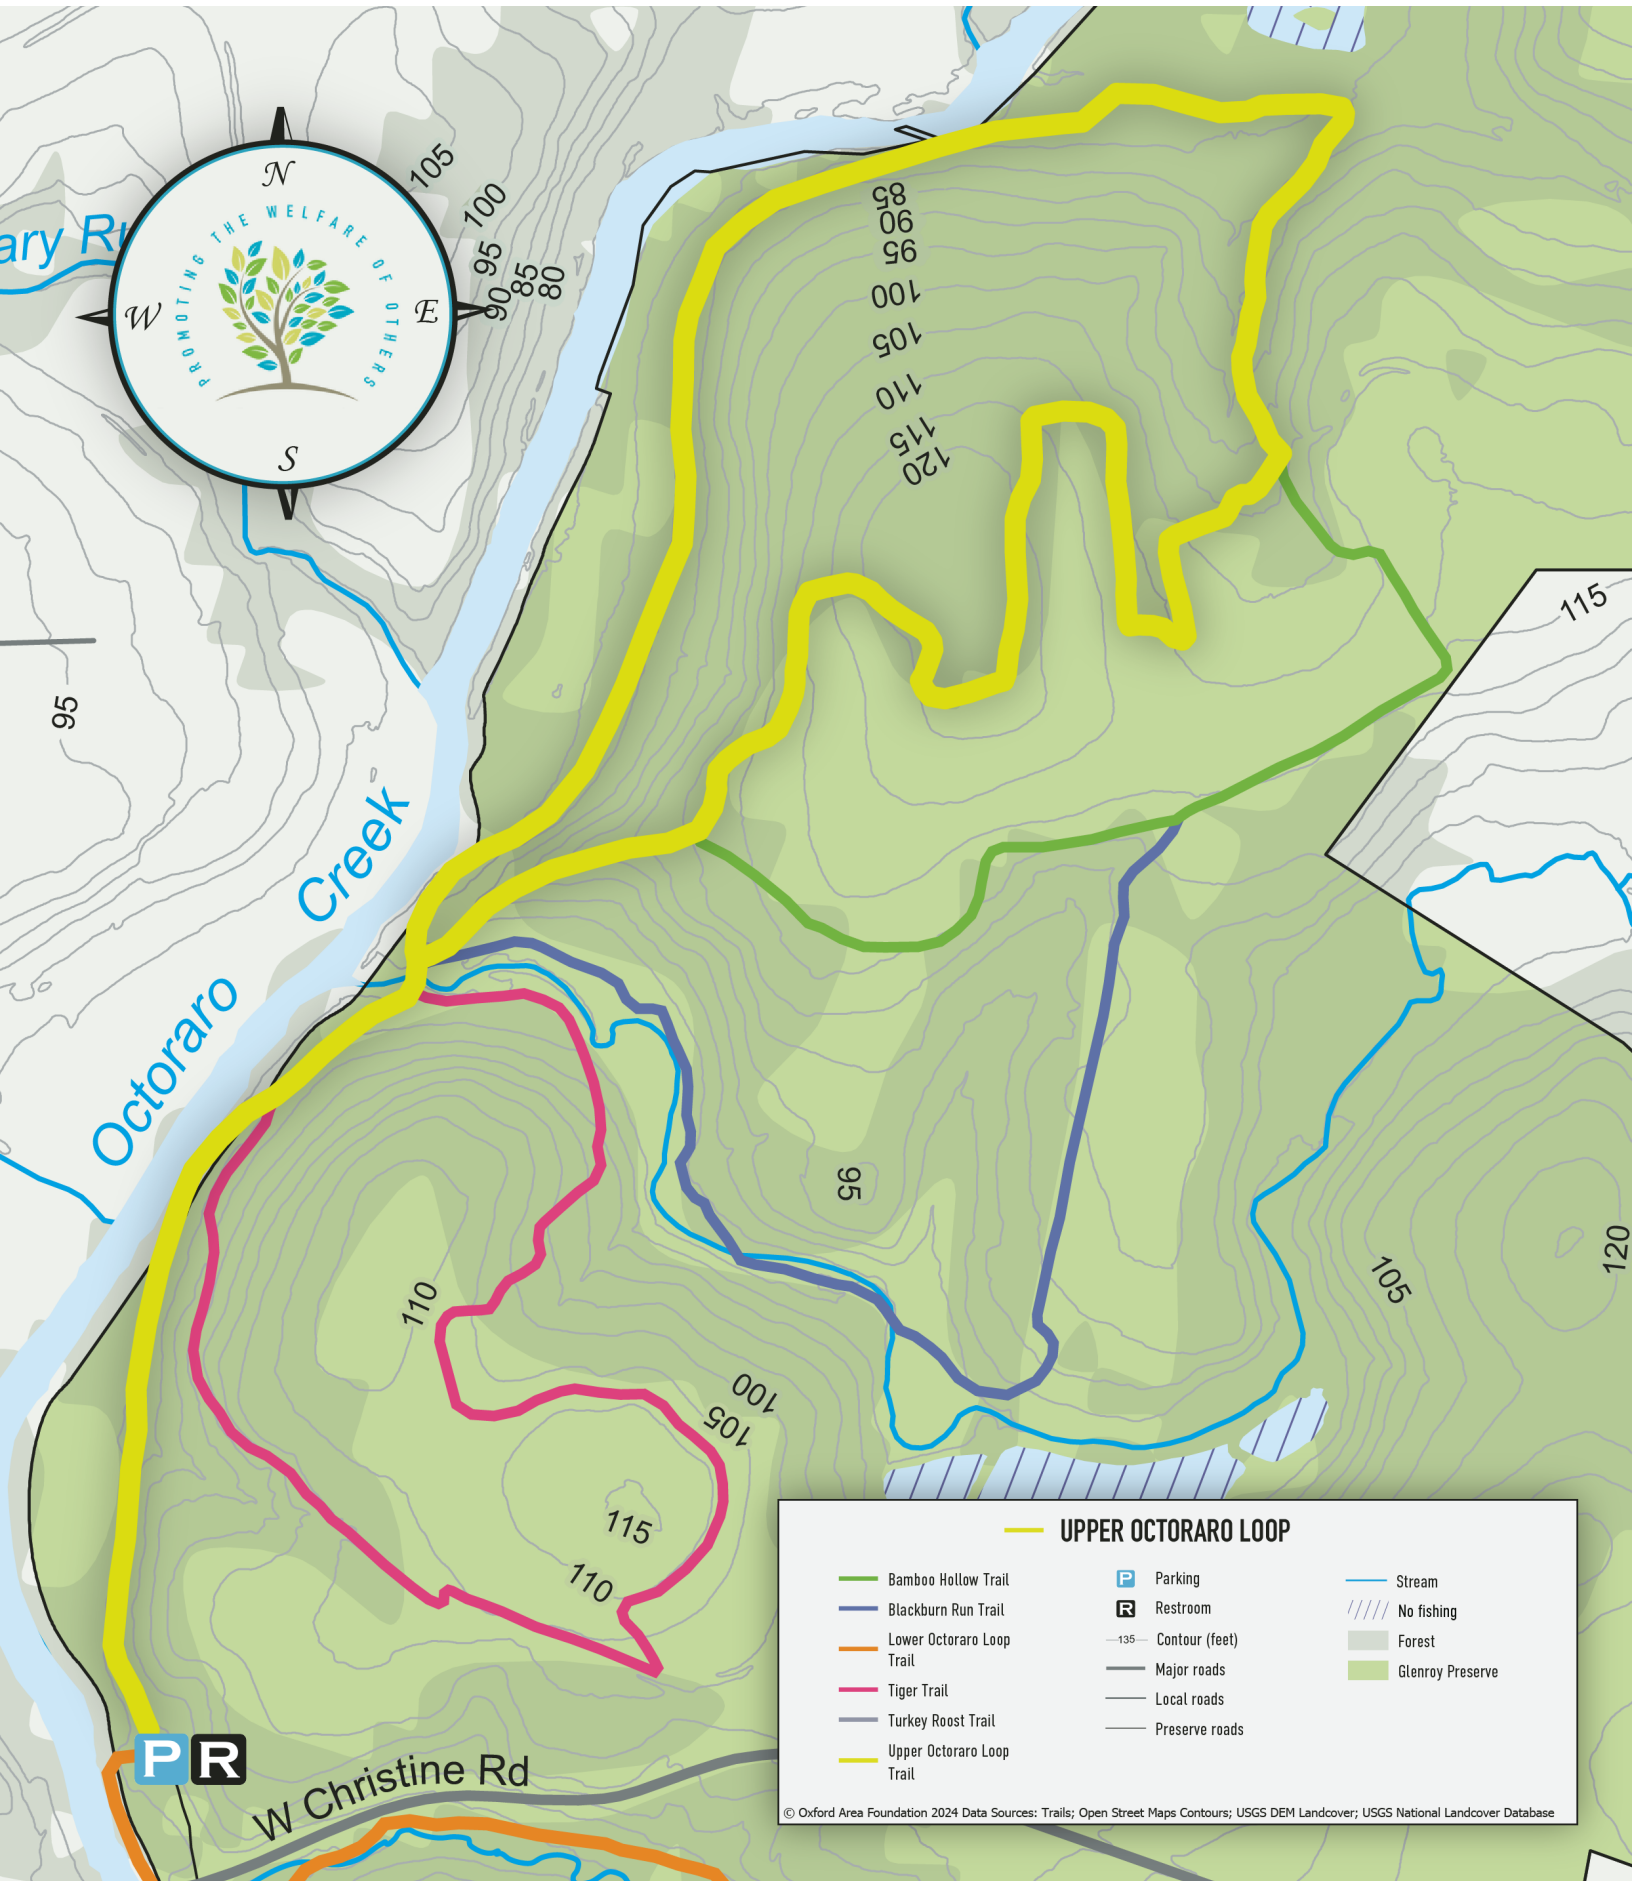 N
PROMOTING THE WELFARE OF OTHERS
W
E
S
105
100
95
90
85
80
85
90
95
100
105
110
115
120
115
95
Creek
Octoraro
95
110
100
105
105
120
115
110
P R
W Christine Rd
UPPER OCTORARO LOOP
Bamboo Hollow Trail
Blackburn Run Trail
Lower Octoraro Loop
Trail
Tiger Trail
Turkey Roost Trail
Upper Octoraro Loop
Trail
P Parking
R Restroom
135 Contour (feet)
Major roads
Local roads
Preserve roads
Stream
No fishing
Forest
Glenroy Preserve
© Oxford Area Foundation 2024 Data Sources: Trails; Open Street Maps Contours; USGS DEM Landcover; USGS National Landcover Database